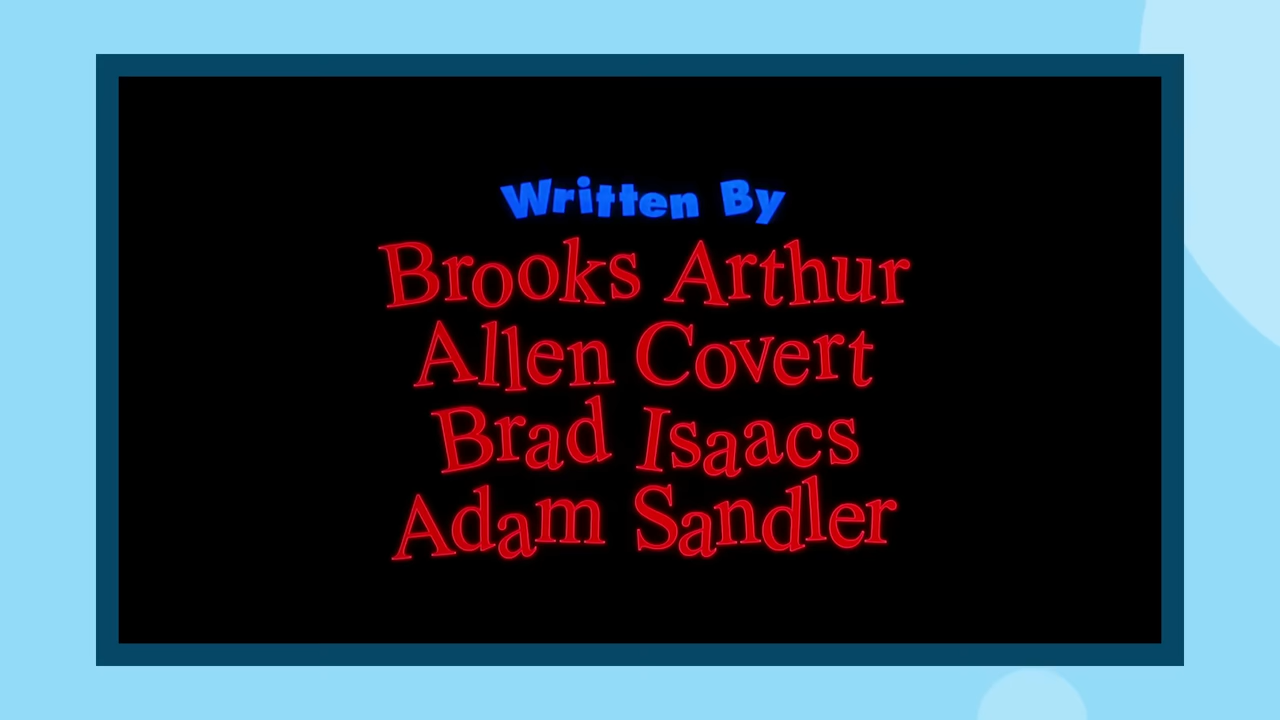 Written By
Brooks Arthur
Allen Covert
Brad Isaacs
Adam Sandler